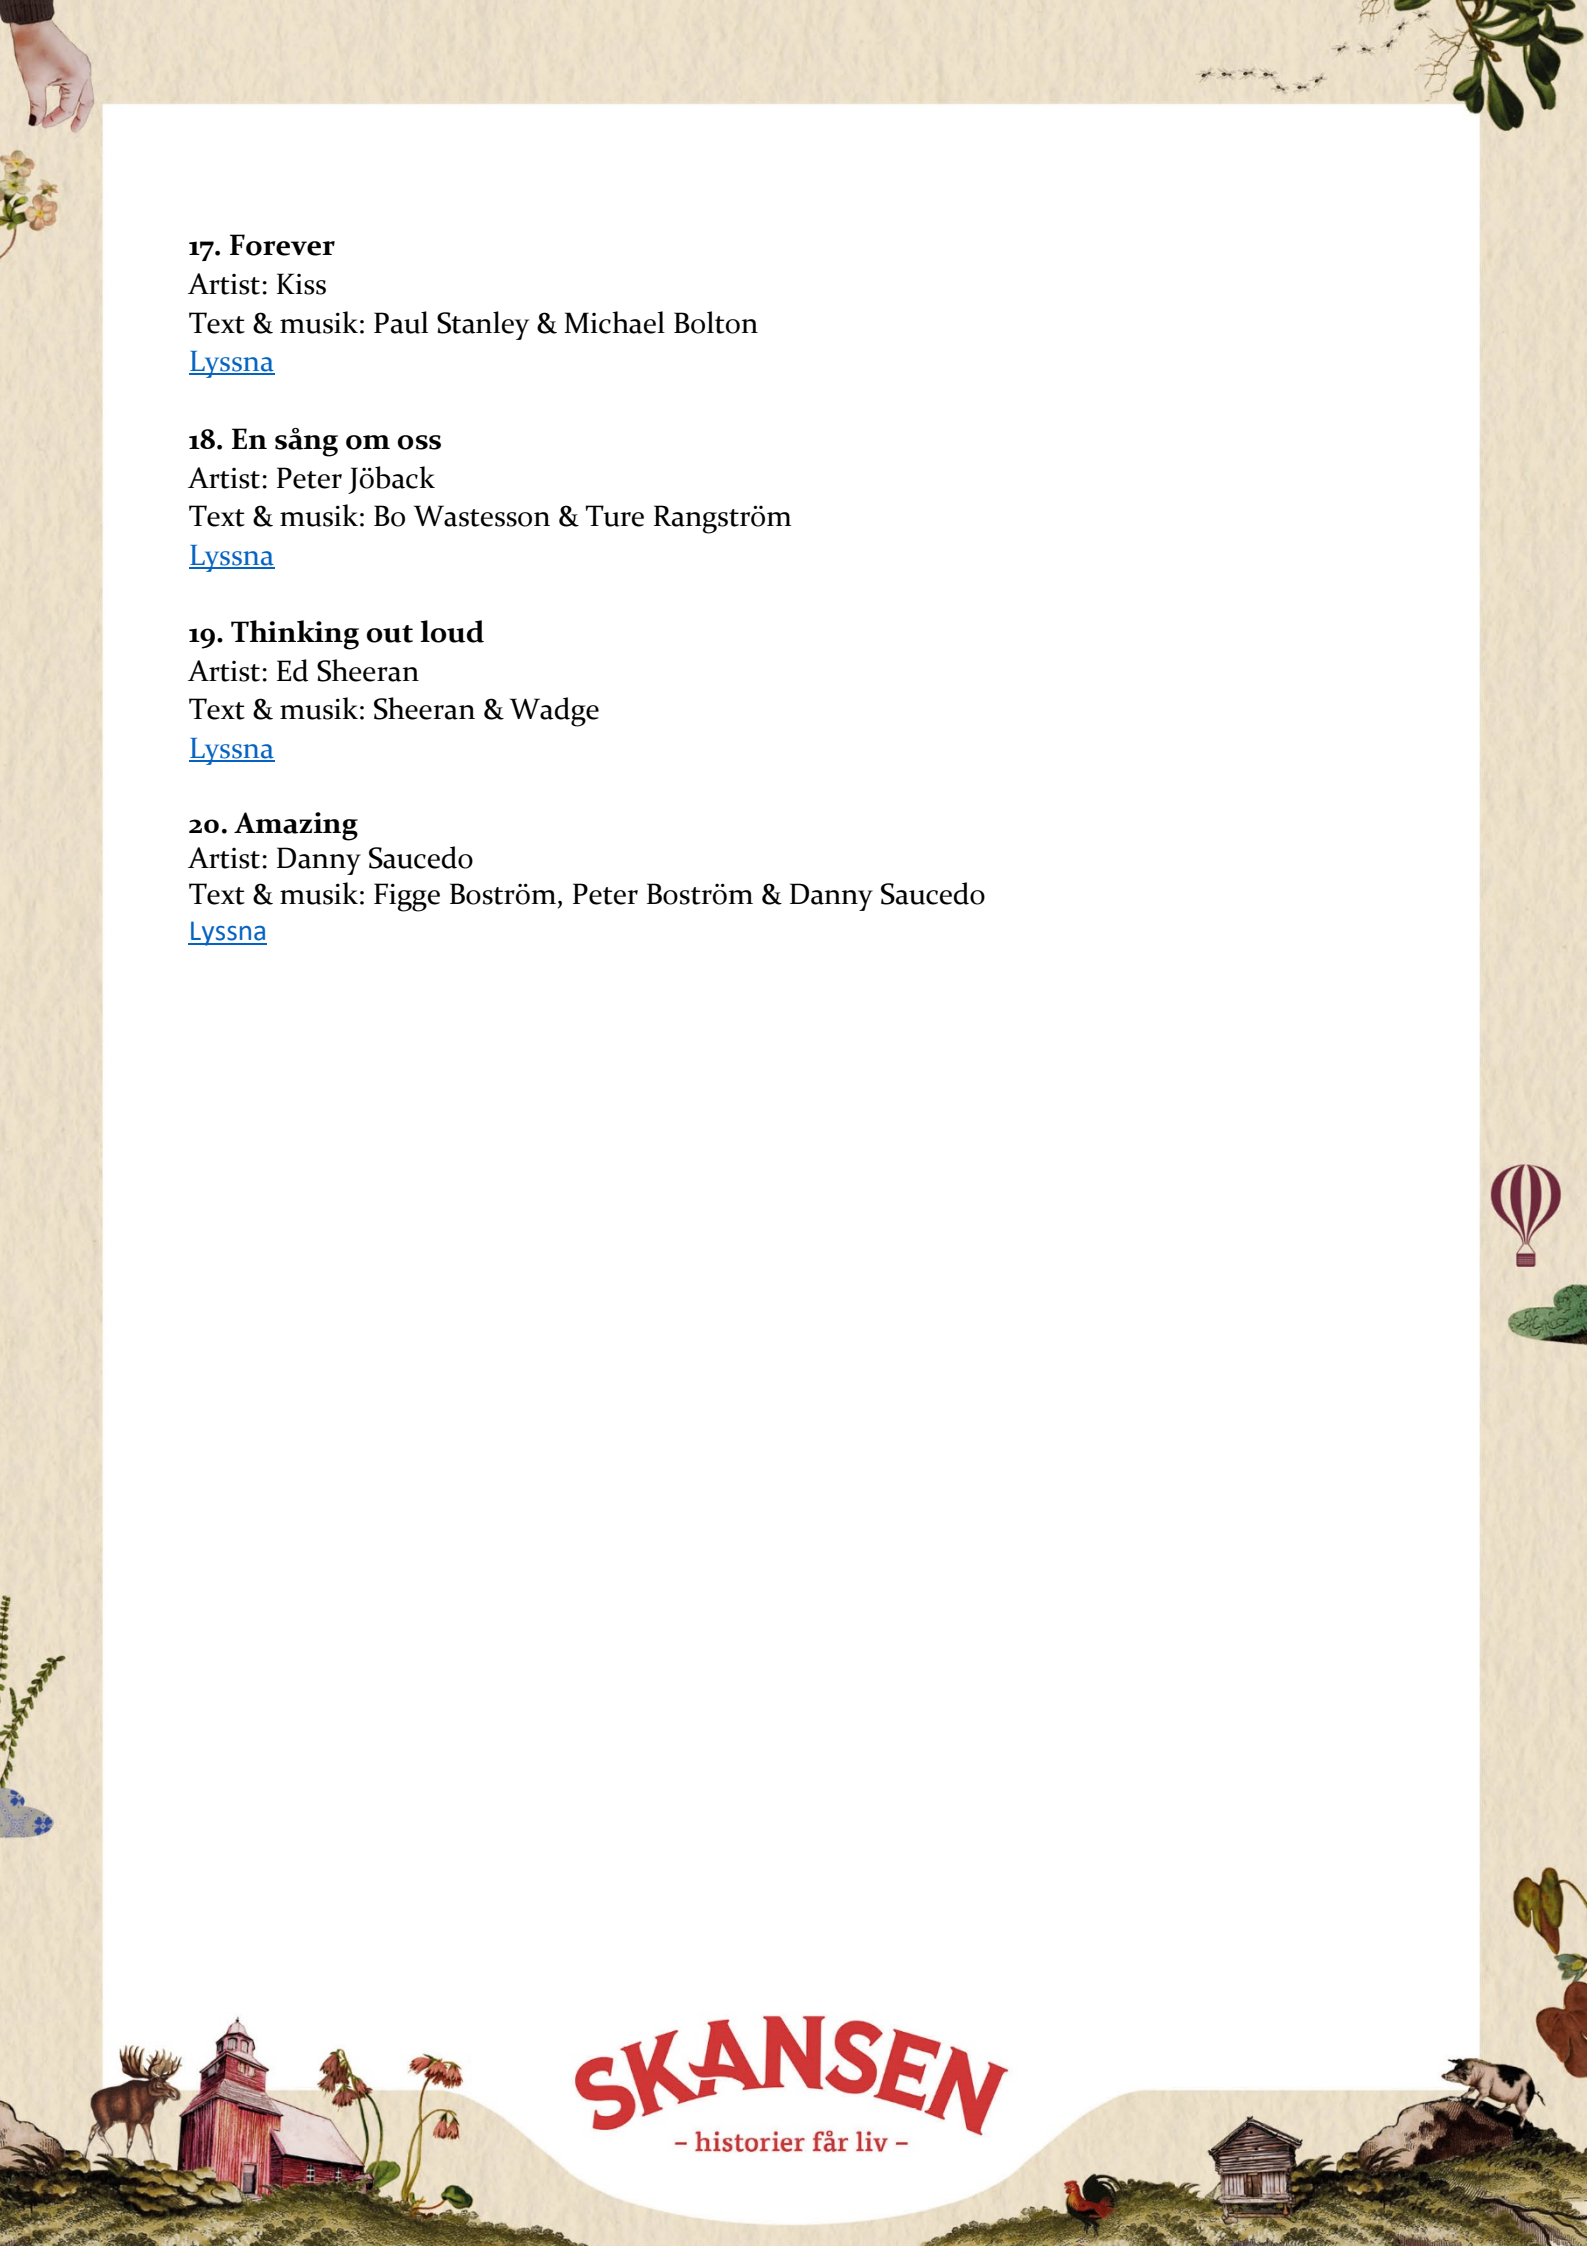 17. Forever
Artist: Kiss
Text & musik: Paul Stanley & Michael Bolton
Lyssna
18. En sång om oss
Artist: Peter Jöback
Text & musik: Bo Wastesson & Ture Rangström
Lyssna
19. Thinking out loud
Artist: Ed Sheeran
Text & musik: Sheeran & Wadge
Lyssna
20. Amazing
Artist: Danny Saucedo
Text & musik: Figge Boström, Peter Boström & Danny Saucedo
Lyssna
SKANSEN
– historier får liv –